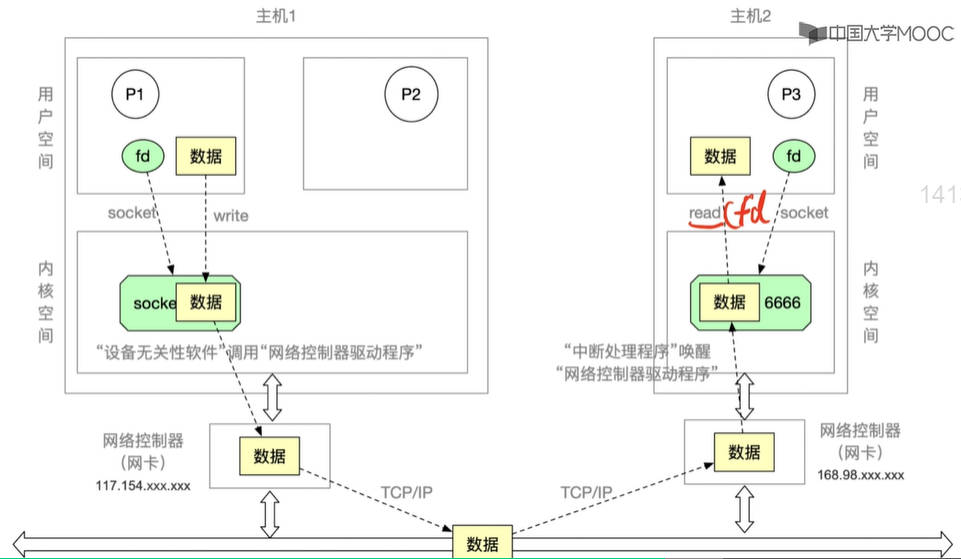 主机1
主机2
中国大学MOOC
用户空间
P1
P2
P3
用户空间
fd
数据
数据
fd
socket
write
read
(fd
socket
141
内核空间
数据
数据
6666
内核空间
“设备无关性软件”调用“网络控制器驱动程序”
“中断处理程序”唤醒
“网络控制器驱动程序”
网络控制器
(网卡)
117.154.xxx.xxx
数据
数据
网络控制器
(网卡)
168.98.xxx.xxx
TCP/IP
TCP/IP
数据